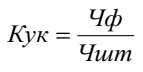 Кук = Чф / Чшт